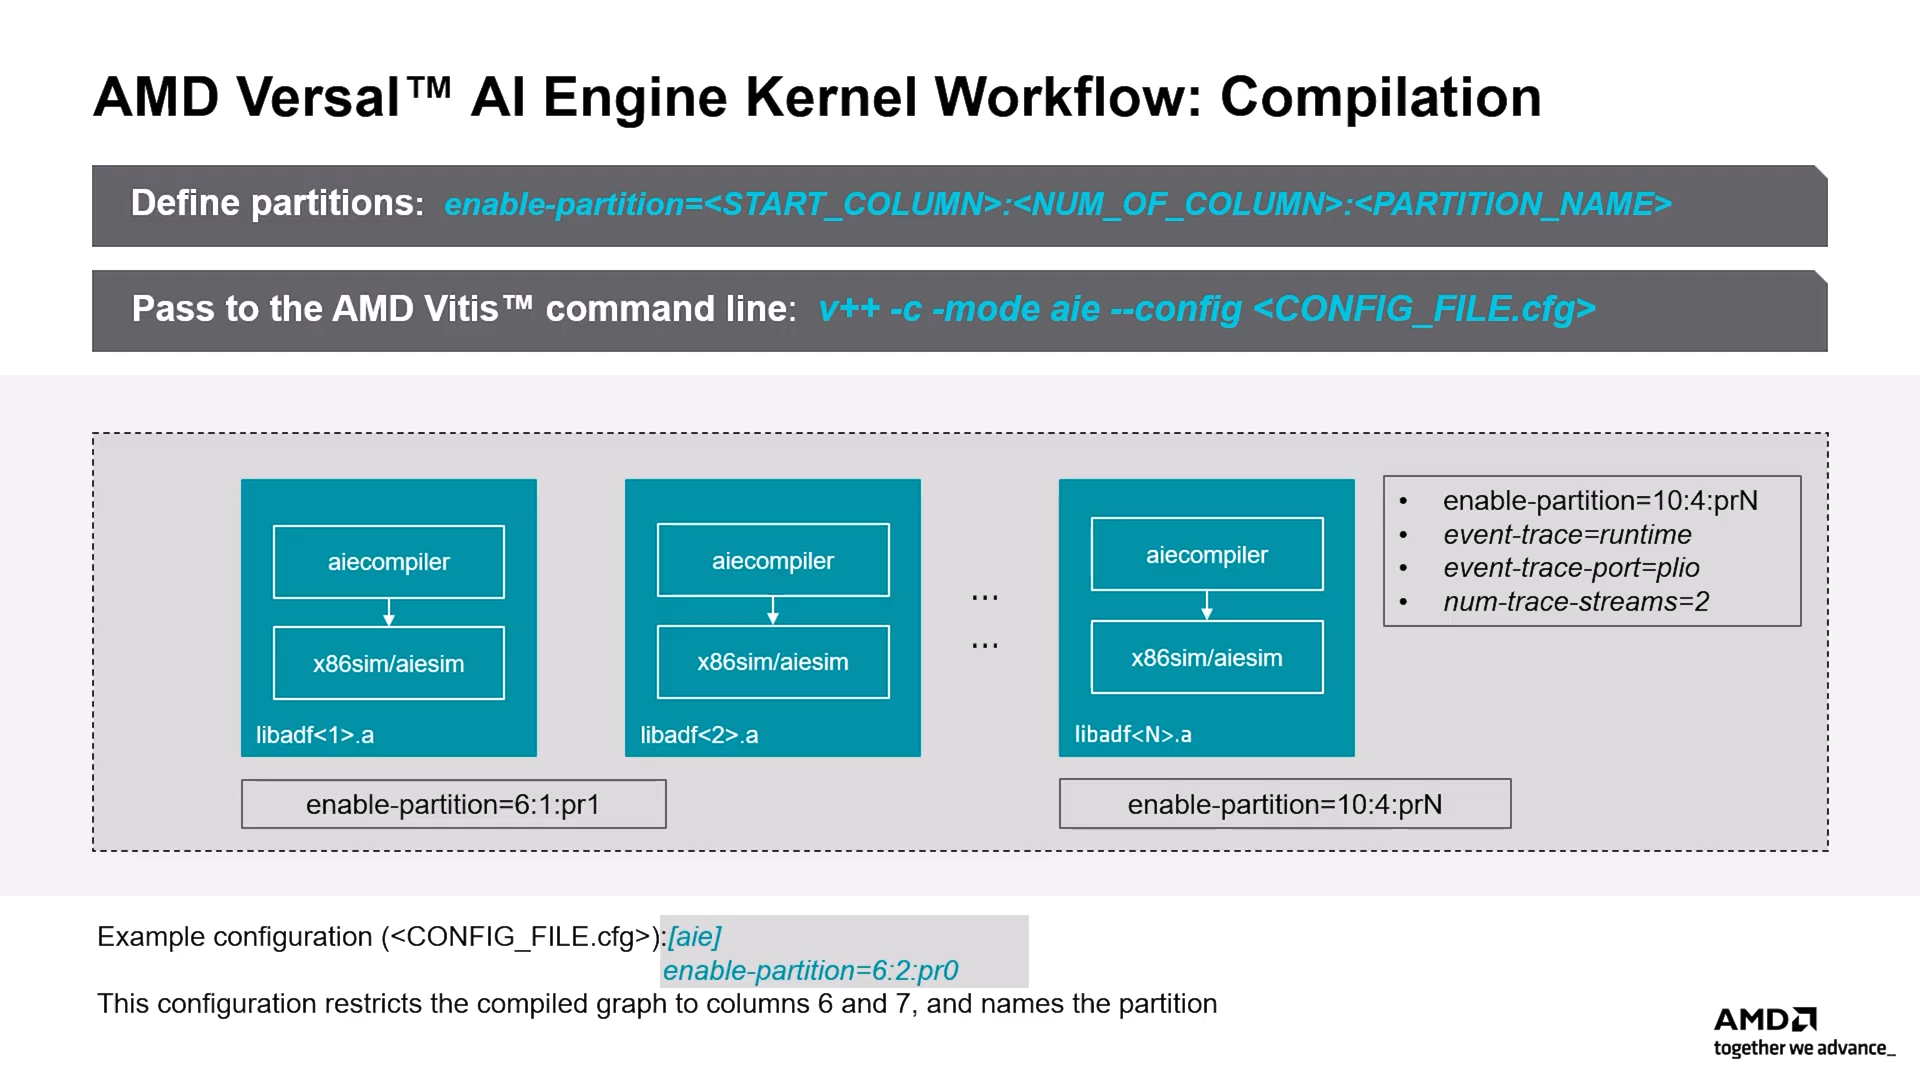 AMD Versal™ AI Engine Kernel Workflow: Compilation
Define partitions: enable-partition=<START_COLUMN>:<NUM_OF_COLUMN>:<PARTITION_NAME>
Pass to the AMD Vitis™ command line: v++ -c -mode aie --config <CONFIG_FILE.cfg>
aiecompiler
x86sim/aiesim
libadf<1>.a
enable-partition=6:1:pr1
aiecompiler
x86sim/aiesim
libadf<2>.a
...
...
aiecompiler
x86sim/aiesim
libadf<N>.a
enable-partition=10:4:prN
• enable-partition=10:4:prN
• event-trace=runtime
• event-trace-port=plio
• num-trace-streams=2
Example configuration (<CONFIG_FILE.cfg>):[aie]
enable-partition=6:2:pr0
This configuration restricts the compiled graph to columns 6 and 7, and names the partition
AMD
together we advance_